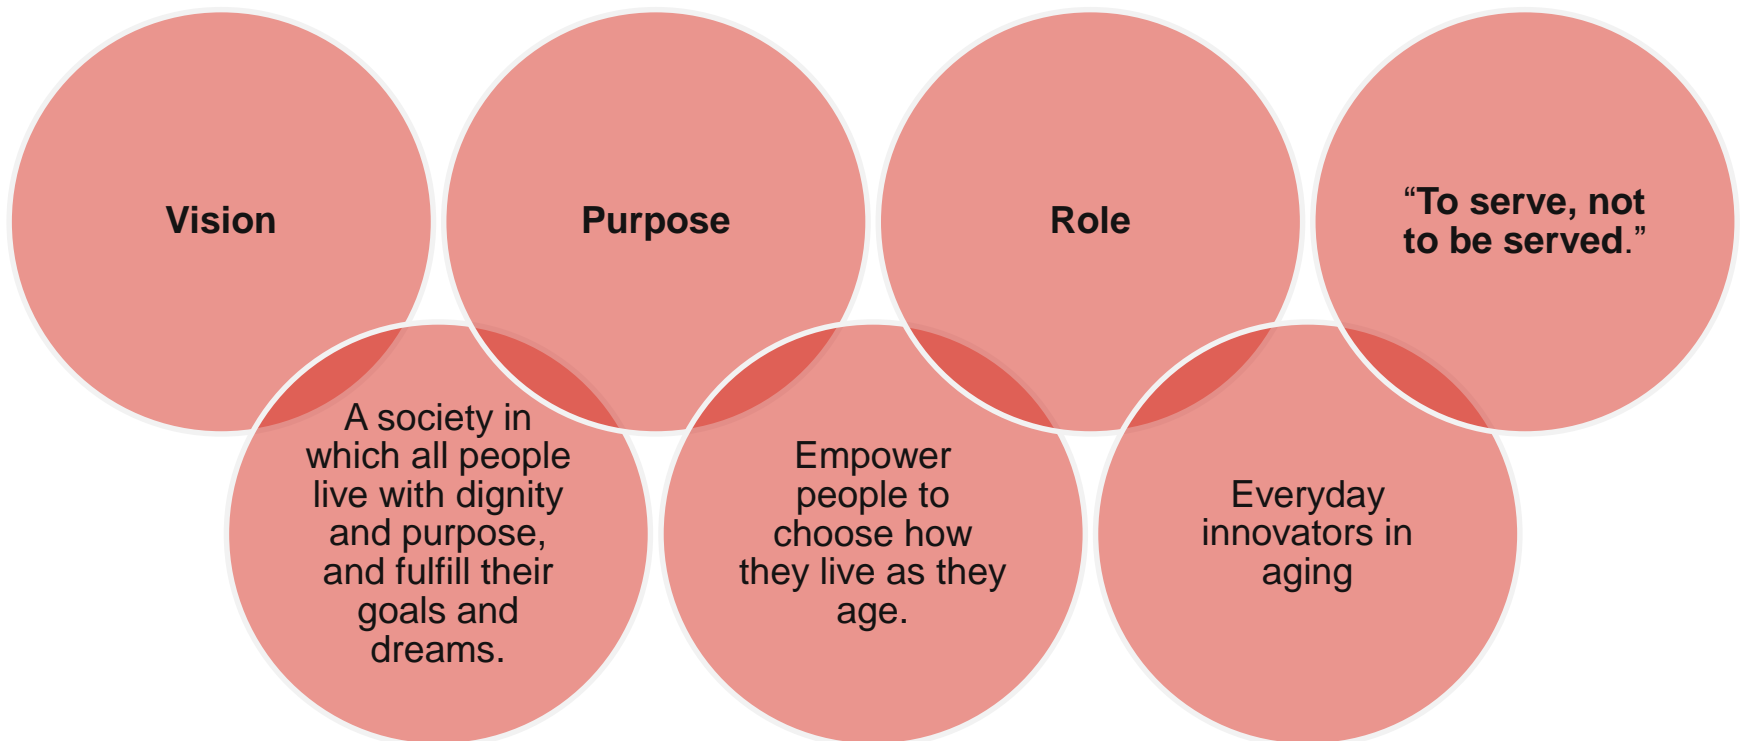 Vision
A society in
which all people
live with dignity
and purpose,
and fulfill their
goals and
dreams.
Purpose
Empower
people to
choose how
they live as they
age.
Role
Everyday
innovators in
aging
“To serve, not
to be served.”